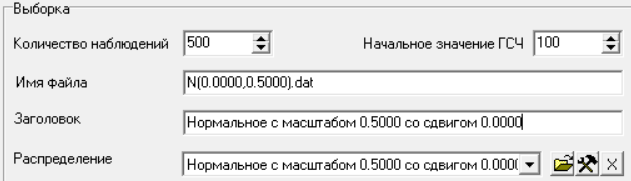 Выборка
Количество наблюдений 500 Начальное значение ГСЧ 100
Имя файла N(0.0000,0.5000).dat
Заголовок Нормальное с масштабом 0.5000 со сдвигом 0.0000
Распределение Нормальное с масштабом 0.5000 со сдвигом 0.000(